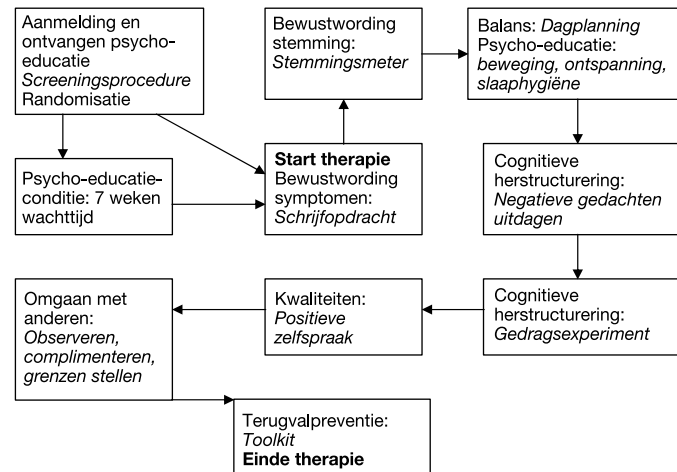 Aanmelding en
ontvangen psycho-
educatie
Screeningsprocedure
Randomisatie
Psycho-educatie-
conditie: 7 weken
wachttijd
Start therapie
Bewustwording
symptomen:
Schrijfopdracht
Bewustwording
stemming:
Stemmingsmeter
Balans: Dagplanning
Psycho-educatie:
beweging, ontspanning,
slaaphygiëne
Cognitieve
herstructurering:
Negatieve gedachten
uitdagen
Cognitieve
herstructurering:
Gedragsexperiment
Kwaliteiten:
Positieve
zelfspraak
Omgaan met
anderen:
Observeren,
complimenteren,
grenzen stellen
Terugvalpreventie:
Toolkit
Einde therapie